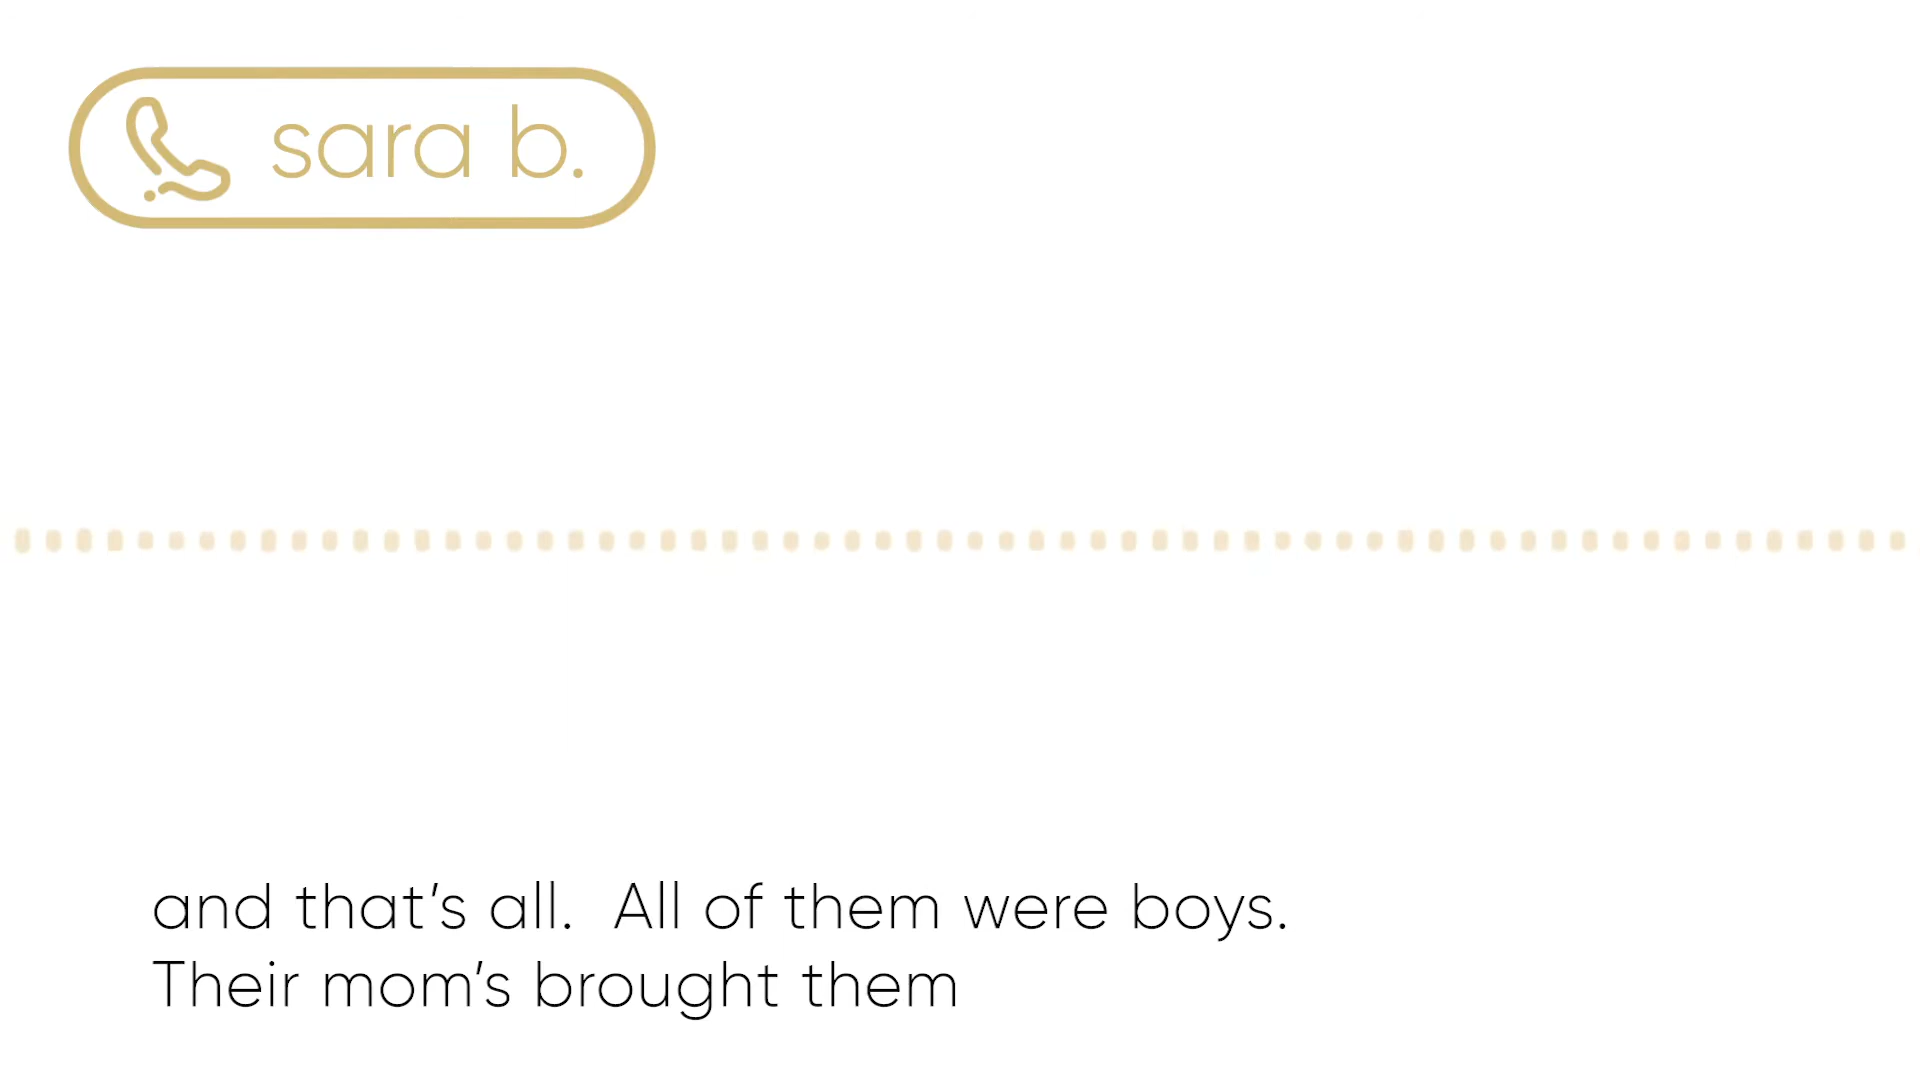 sara b.
and that’s all.  All of them were boys.
Their mom’s brought them